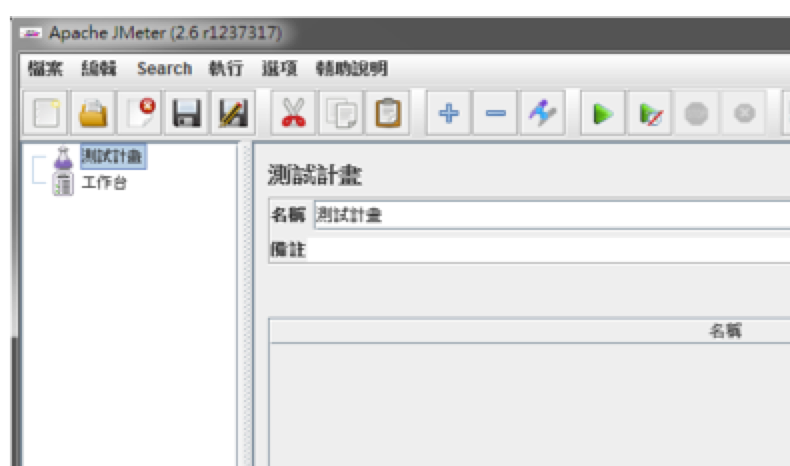 Apache JMeter (2.6 r1237317)
檔案 編輯 Search 執行 選項 輔助說明
測試計畫
工作台
測試計畫
名稱 測試計畫
備註
名稱